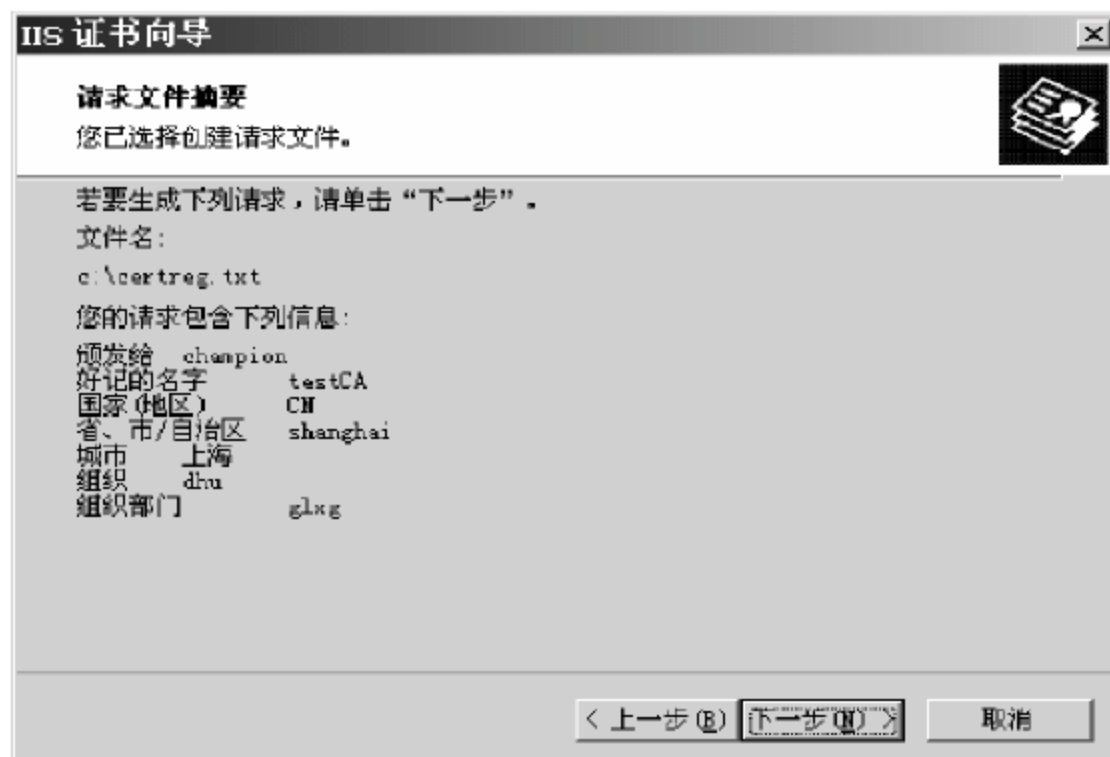 IIS 证书向导
请求文件摘要
您已选择创建请求文件。
若要生成下列请求，请单击“下一步”。
文件名:
c:\certreg.txt
您的请求包含下列信息:
颁发给 champion
好记的名字 testCA
国家(地区) CN
省、市/自治区 shanghai
城市 上海
组织 dhu
组织部门 glxg
< 上一步(B) 下一步(N) > 取消